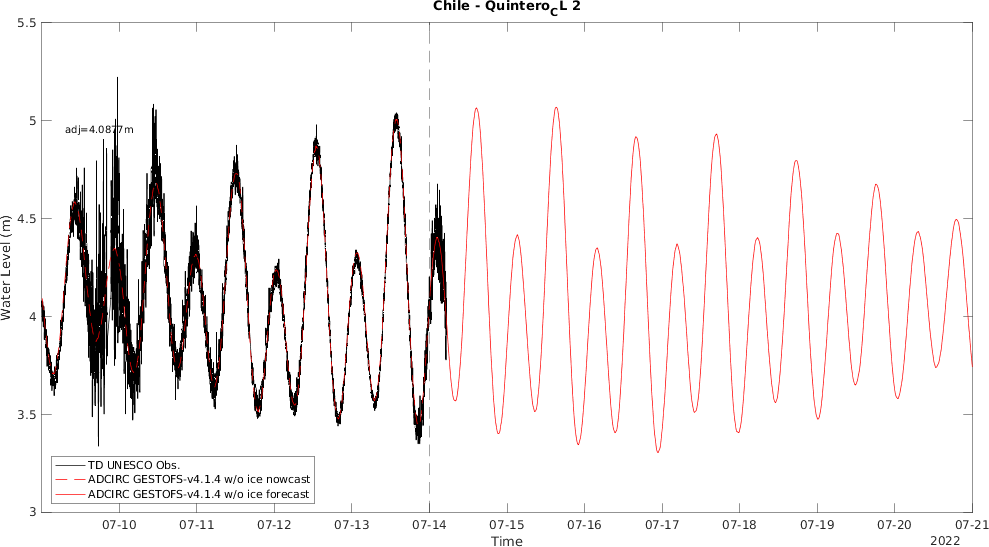 Chile - Quintero_CL 2
5.5
5
4.5
4
3.5
3
Water Level (m)
adj=4.0877m
TD UNESCO Obs.
ADCIRC GESTOFS-v4.1.4 w/o ice nowcast
ADCIRC GESTOFS-v4.1.4 w/o ice forecast
07-10 07-11 07-12 07-13 07-14 07-15 07-16 07-17 07-18 07-19 07-20 07-21
Time
2022